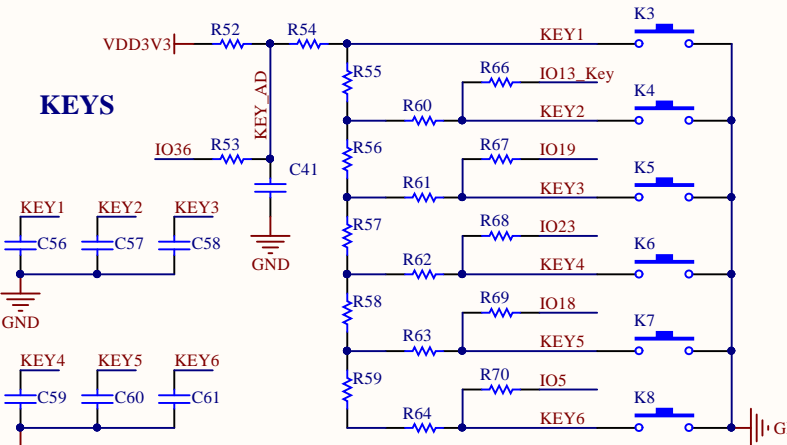 K3
R52
R54
KEY1
VDD3V3
R66
IO13_Key
R55
K4
KEYS
KEY_AD
R60
KEY2
R67
IO19
IO36
R53
R56
K5
C41
R61
KEY3
KEY1
KEY2
KEY3
R68
IO23
R57
K6
C56
C57
C58
R62
KEY4
GND
R69
IO18
R58
K7
GND
R63
KEY5
KEY4
KEY5
KEY6
R70
IO5
R59
K8
C59
C60
C61
R64
KEY6
G